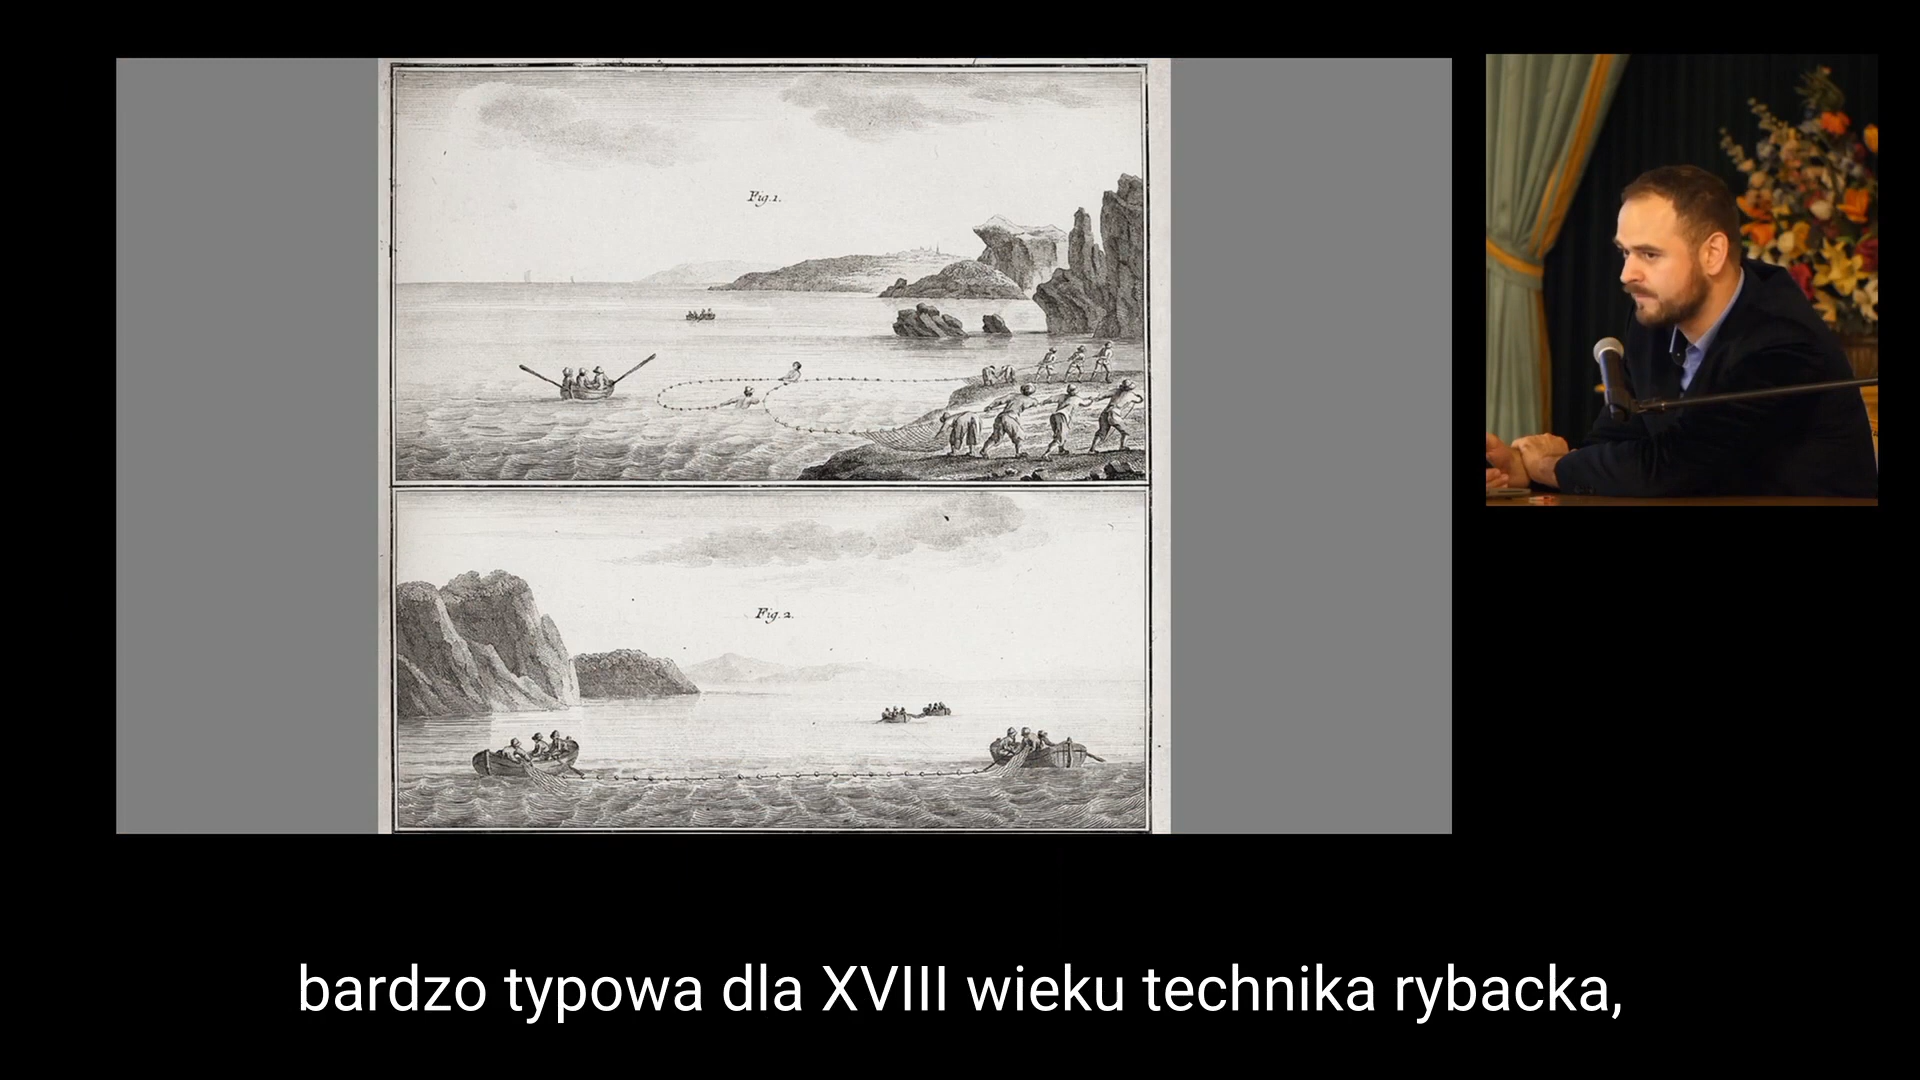 Fig. 1.
Fig. 2.
bardzo typowa dla XVIII wieku technika rybacka,